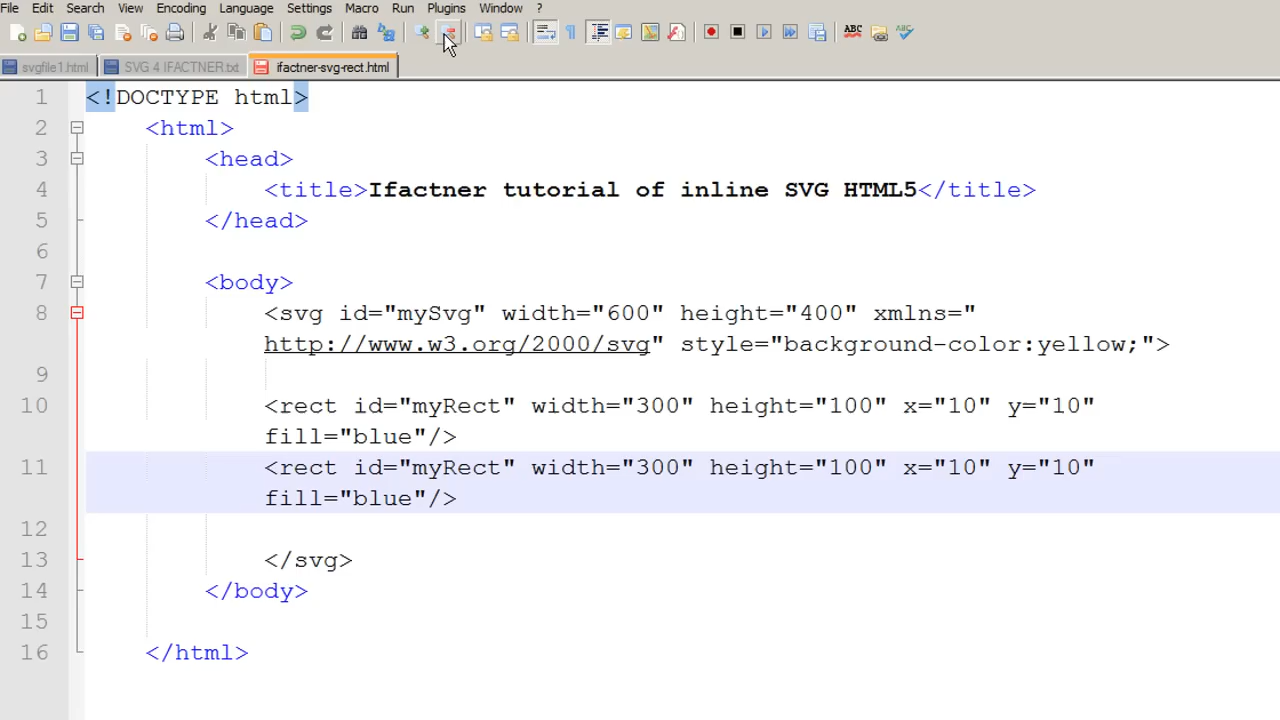 File Edit Search View Encoding Language Settings Macro Run Plugins Window ?
ABC
svgfile1.html SVG 4 IFACTNER.txt ifactner-svg-rect.html
1 <!DOCTYPE html>
2 <html>
3 <head>
4 <title>Ifactner tutorial of inline SVG HTML5</title>
5 </head>
6
7 <body>
8 <svg id="mySvg" width="600" height="400" xmlns="
http://www.w3.org/2000/svg" style="background-color:yellow;">
9
10 <rect id="myRect" width="300" height="100" x="10" y="10"
fill="blue"/>
11 <rect id="myRect" width="300" height="100" x="10" y="10"
fill="blue"/>
12
13 </svg>
14 </body>
15
16 </html>